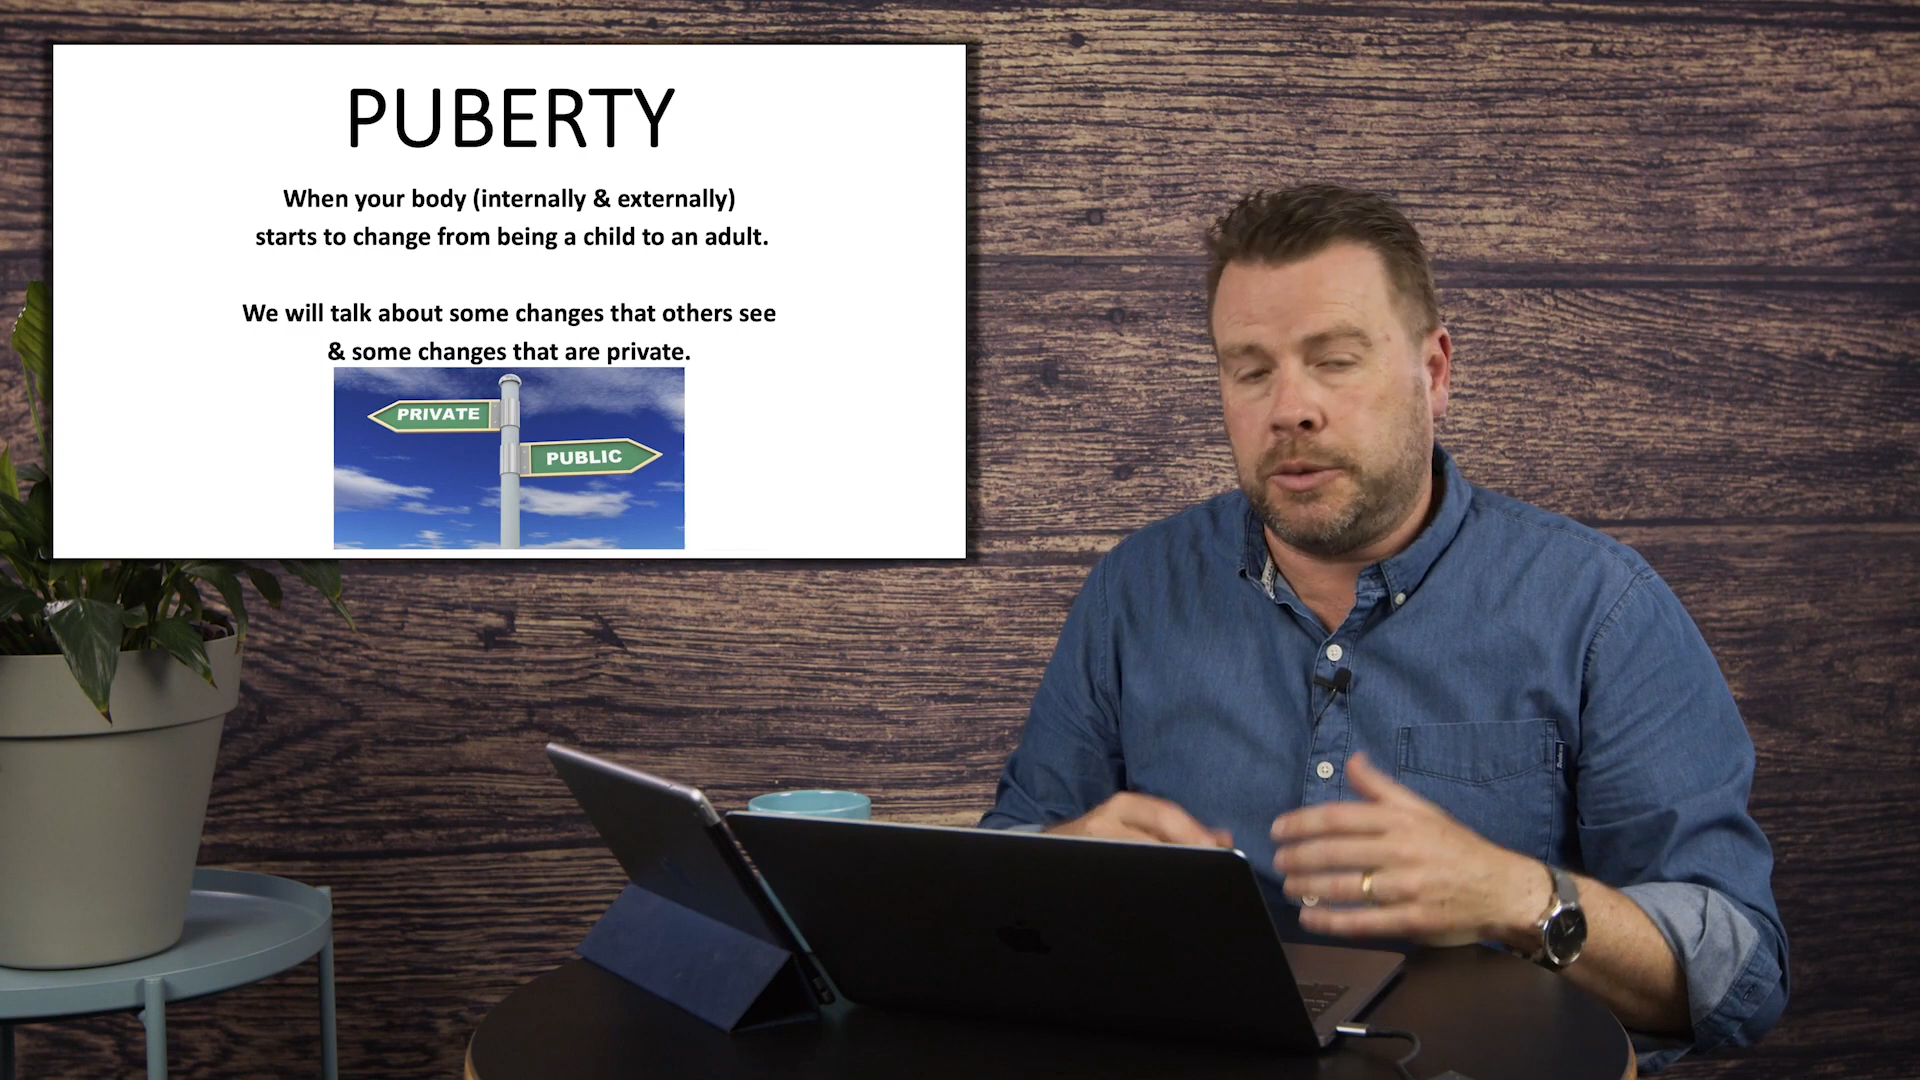 PUBERTY
When your body (internally & externally)
starts to change from being a child to an adult.
We will talk about some changes that others see
& some changes that are private.
PRIVATE
PUBLIC